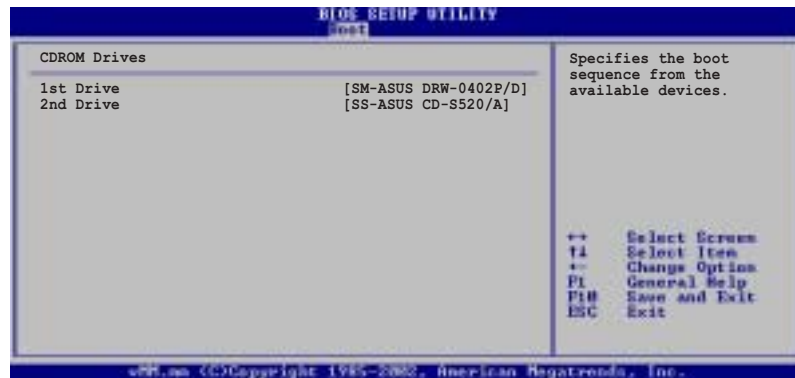 BIOS SETUP UTILITY
Boot
CDROM Drives
1st Drive [SM-ASUS DRW-0402P/D]
2nd Drive [SS-ASUS CD-S520/A]
Specifies the boot
sequence from the
available devices.
↔ Select Screen
↑↓ Select Item
+- Change Option
F1 General Help
F10 Save and Exit
ESC Exit
(C)Copyright 1985-2002, American Megatrends, Inc.